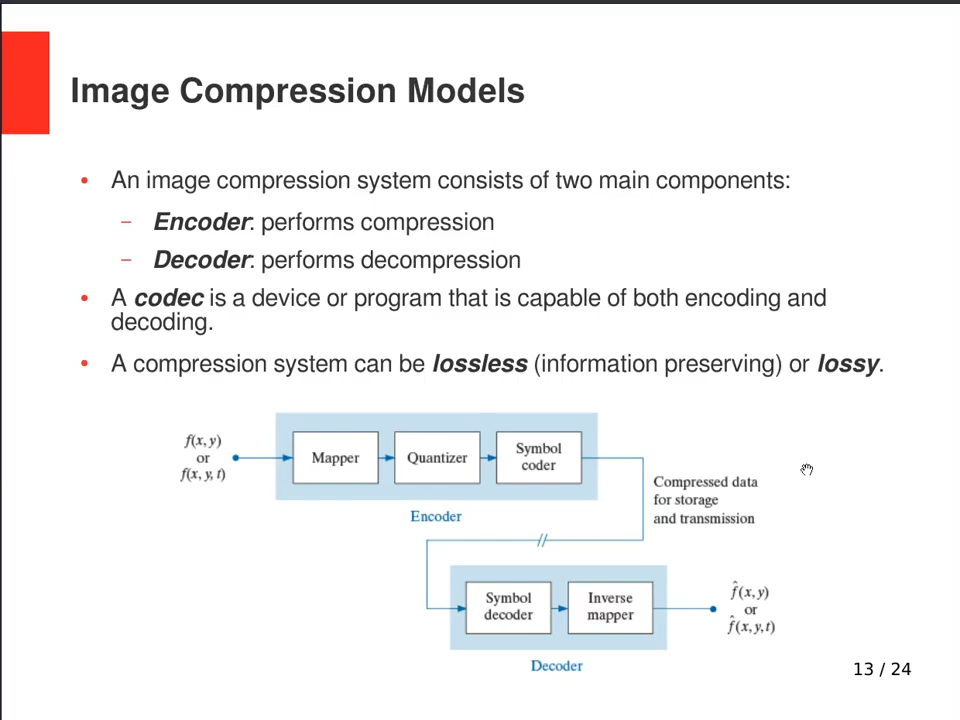 Image Compression Models
• An image compression system consists of two main components:
– Encoder: performs compression
– Decoder: performs decompression
• A codec is a device or program that is capable of both encoding and
decoding.
• A compression system can be lossless (information preserving) or lossy.
f(x, y)
or
f(x, y, t)
Mapper
Quantizer
Symbol
coder
Encoder
Compressed data
for storage
and transmission
Symbol
decoder
Inverse
mapper
Decoder
f̂(x, y)
or
f̂(x, y, t)
13 / 24